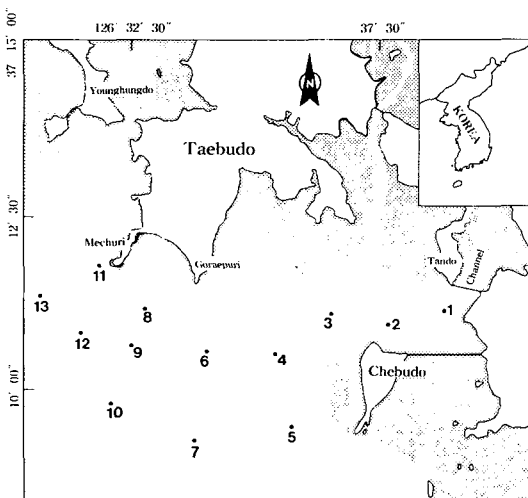 126° 32' 30"
37' 30"
37° 15' 00"
12' 30"
10' 00"
N
KOREA
Younghungdo
Taebudo
Mechuri
Goraepuri
Tando
Channel
Chebudo
11
13
8
3
2
1
12
9
6
4
10
7
5